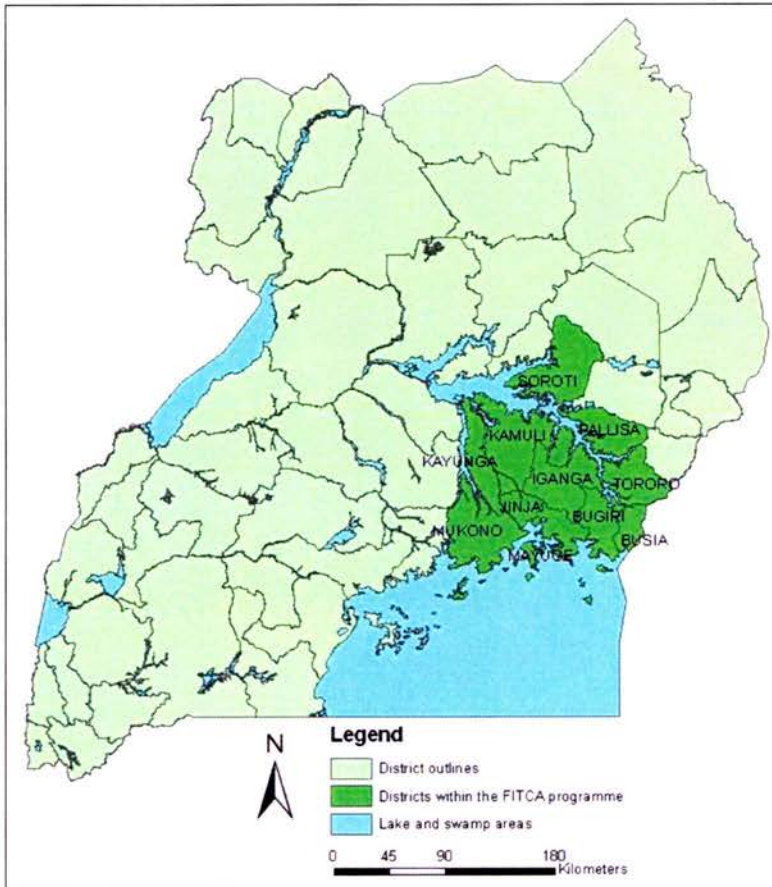 SOROTI
PALLISA
KAMULI
KAYUNGA
IGANGA
TORORO
JINJA
BUGIRI
MUKONO
BUSIA
MAYUGE
N
Legend
District outlines
Districts within the FITCA programme
Lake and swamp areas
0 45 90 180
Kilometers